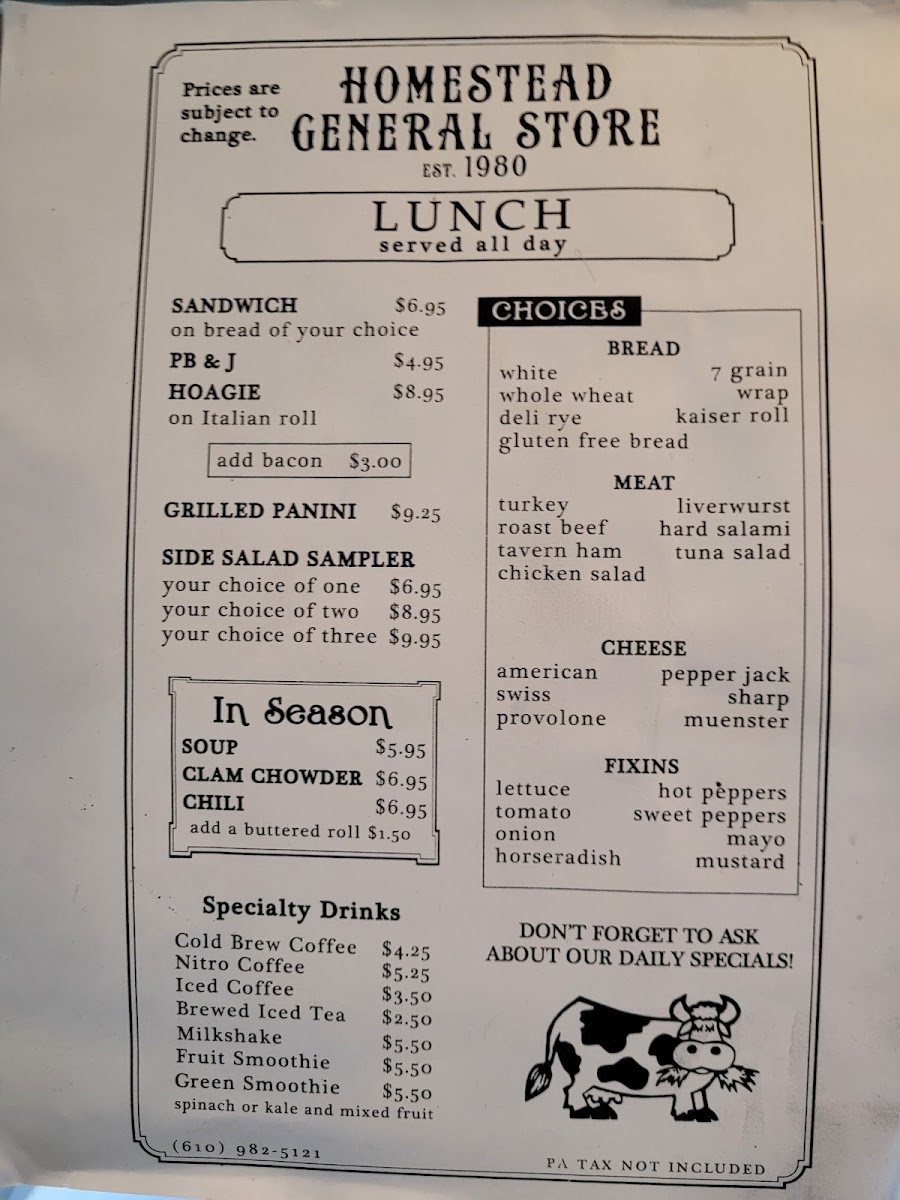 Prices are
subject to
change.
HOMESTEAD
GENERAL STORE
EST. 1980
LUNCH
served all day
SANDWICH $6.95
on bread of your choice
PB & J $4.95
HOAGIE $8.95
on Italian roll
add bacon $3.00
GRILLED PANINI $9.25
SIDE SALAD SAMPLER
your choice of one $6.95
your choice of two $8.95
your choice of three $9.95
In Season
SOUP $5.95
CLAM CHOWDER $6.95
CHILI $6.95
add a buttered roll $1.50
Specialty Drinks
Cold Brew Coffee $4.25
Nitro Coffee $5.25
Iced Coffee $3.50
Brewed Iced Tea $2.50
Milkshake $5.50
Fruit Smoothie $5.50
Green Smoothie $5.50
spinach or kale and mixed fruit
(610) 982-5121
CHOICES
BREAD
white 7 grain
whole wheat wrap
deli rye kaiser roll
gluten free bread
MEAT
turkey liverwurst
roast beef hard salami
tavern ham tuna salad
chicken salad
CHEESE
american pepper jack
swiss sharp
provolone muenster
FIXINS
lettuce hot peppers
tomato sweet peppers
onion mayo
horseradish mustard
DON'T FORGET TO ASK
ABOUT OUR DAILY SPECIALS!
PA TAX NOT INCLUDED